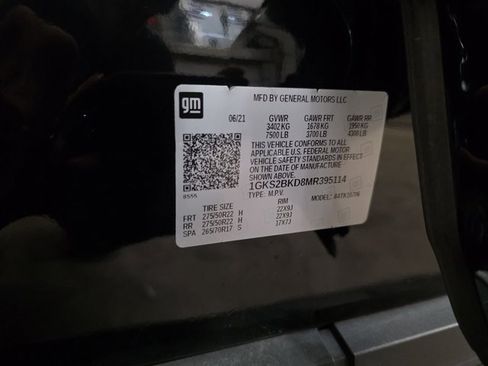 gm
MFD BY GENERAL MOTORS LLC
06/21 GVWR GAWR FRT GAWR RR
3402 KG 1678 KG 1950 KG
7500 LB 3700 LB 4300 LB
THIS VEHICLE CONFORMS TO ALL
APPLICABLE U.S. FEDERAL MOTOR
VEHICLE SAFETY STANDARDS IN EFFECT
ON THE DATE OF MANUFACTURE
SHOWN ABOVE.
1GKS2BKD8MR395114
TYPE: M.P.V. MODEL:
TIRE SIZE RIM
FRT 275/50R22 H 22X9J
RR 275/50R22 H 22X9J
SPA 265/70R17 S 17X7J